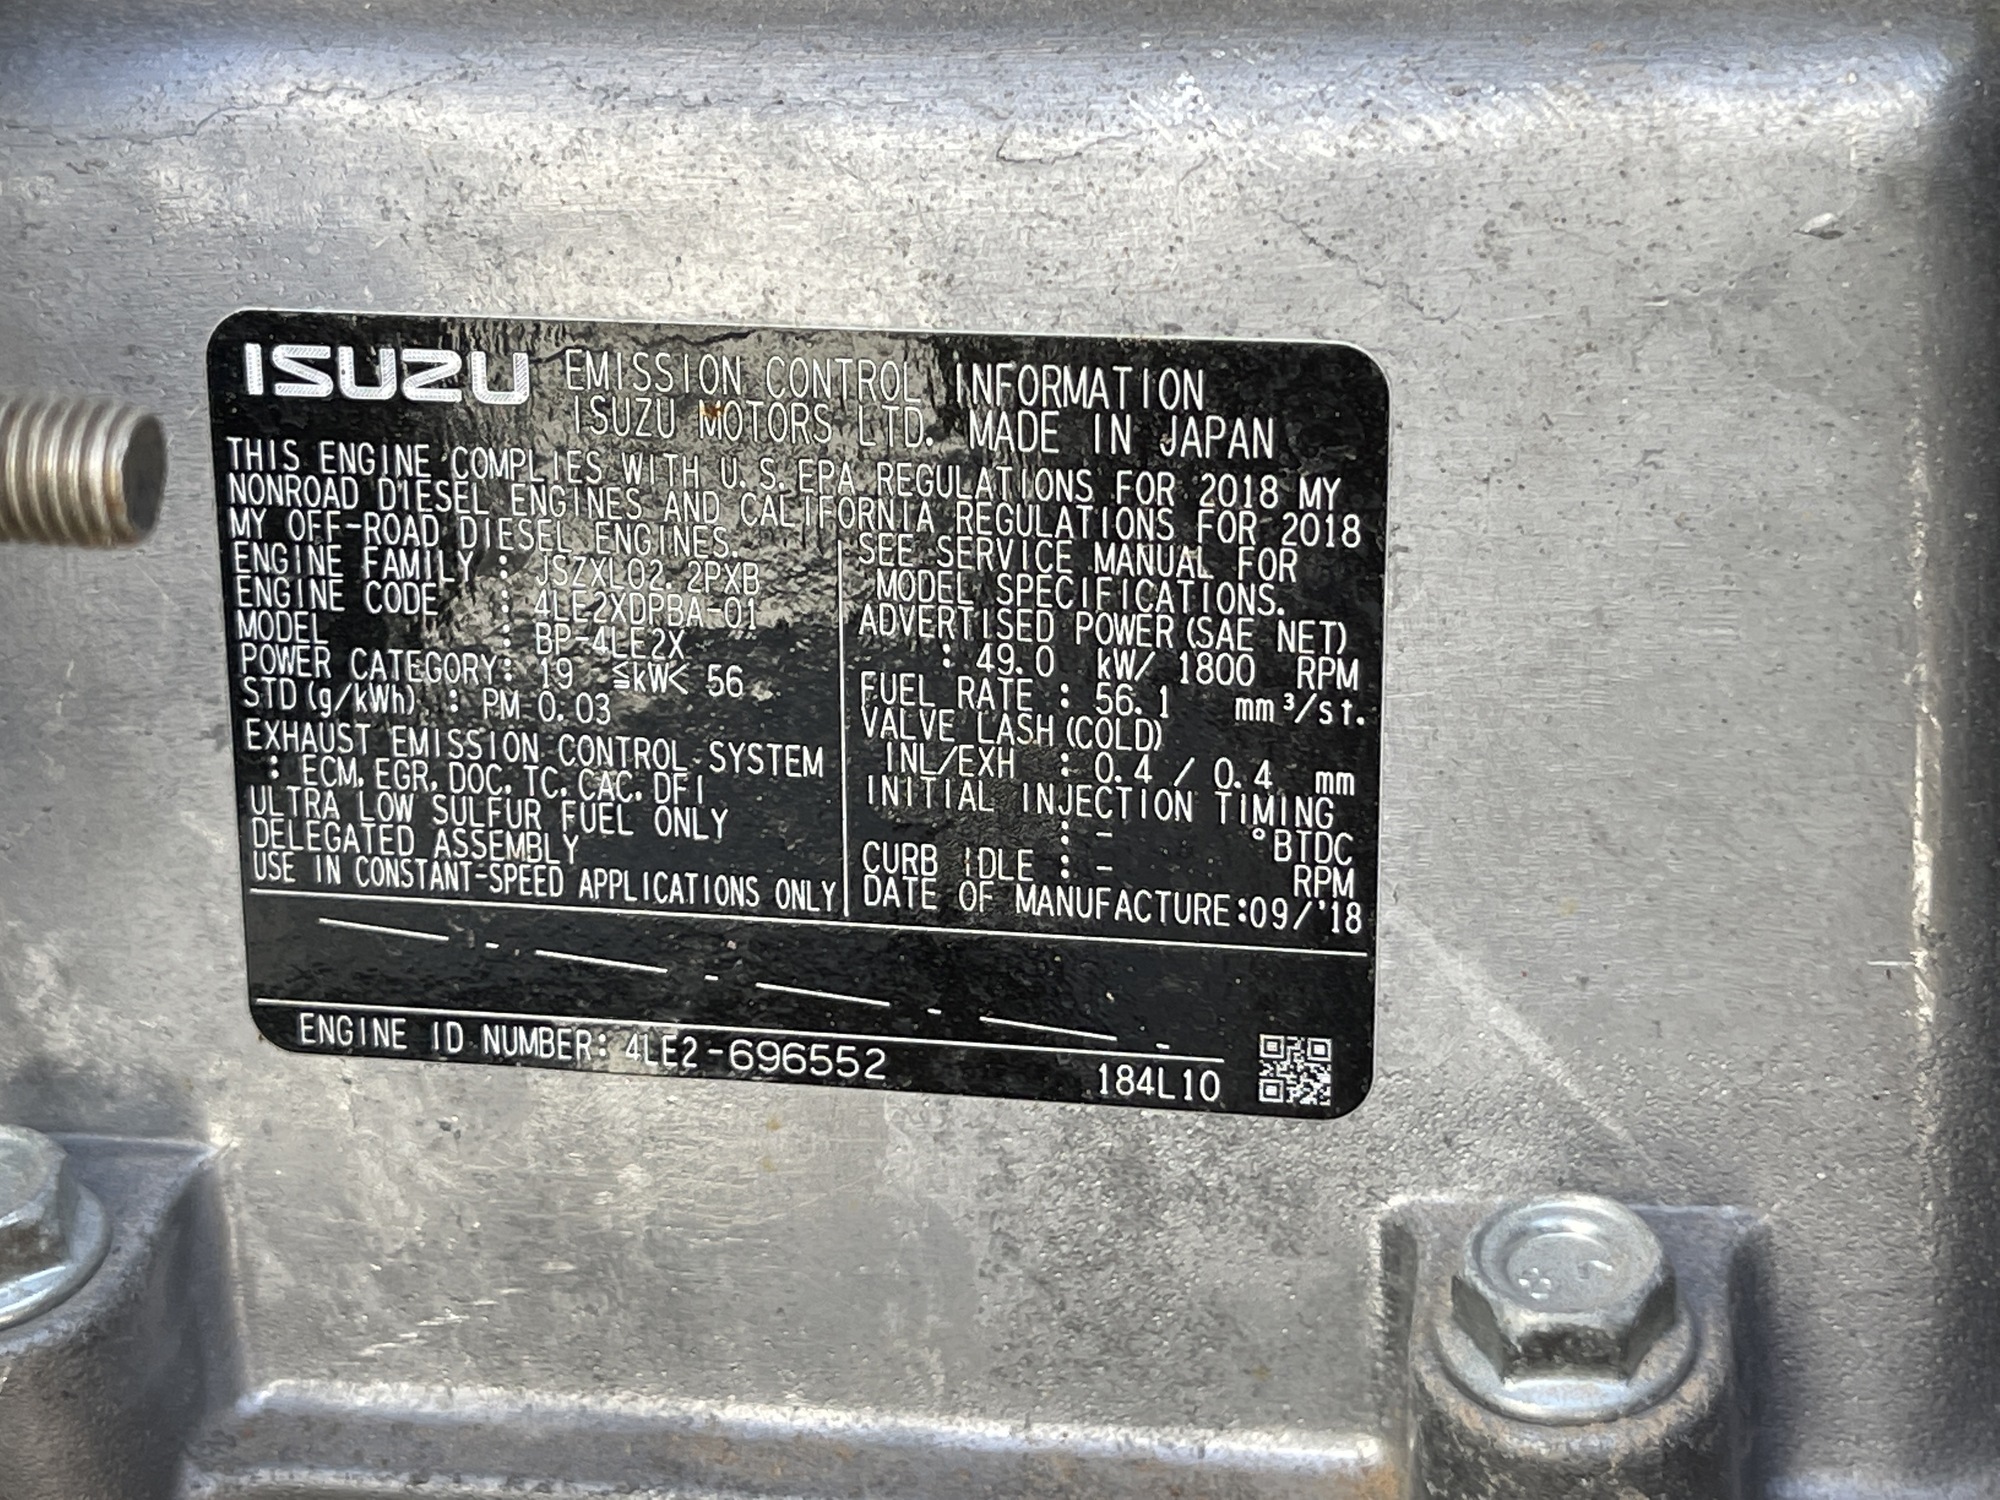 ISUZU EMISSION CONTROL INFORMATION
ISUZU MOTORS LTD. MADE IN JAPAN
THIS ENGINE COMPLIES WITH U.S. EPA REGULATIONS FOR 2018 MY
NONROAD DIESEL ENGINES AND CALIFORNIA REGULATIONS FOR 2018
MY OFF-ROAD DIESEL ENGINES.
ENGINE FAMILY : JSZXL02.2PXB
ENGINE CODE : 4LE2XDPBA-01
MODEL : BP-4LE2X
POWER CATEGORY: 19 ≦kW< 56
STD(g/kWh) : PM 0.03
EXHAUST EMISSION CONTROL SYSTEM
: ECM, EGR, DOC, TC, CAC, DFI
ULTRA LOW SULFUR FUEL ONLY
DELEGATED ASSEMBLY
USE IN CONSTANT-SPEED APPLICATIONS ONLY
SEE SERVICE MANUAL FOR
MODEL SPECIFICATIONS.
ADVERTISED POWER(SAE NET)
: 49.0 kW/ 1800 RPM
FUEL RATE : 56.1 mm³/st.
VALVE LASH(COLD)
INL/EXH : 0.4 / 0.4 mm
INITIAL INJECTION TIMING
: - °BTDC
CURB IDLE : - RPM
DATE OF MANUFACTURE:09/'18
ENGINE ID NUMBER: 4LE2-696552 184L10